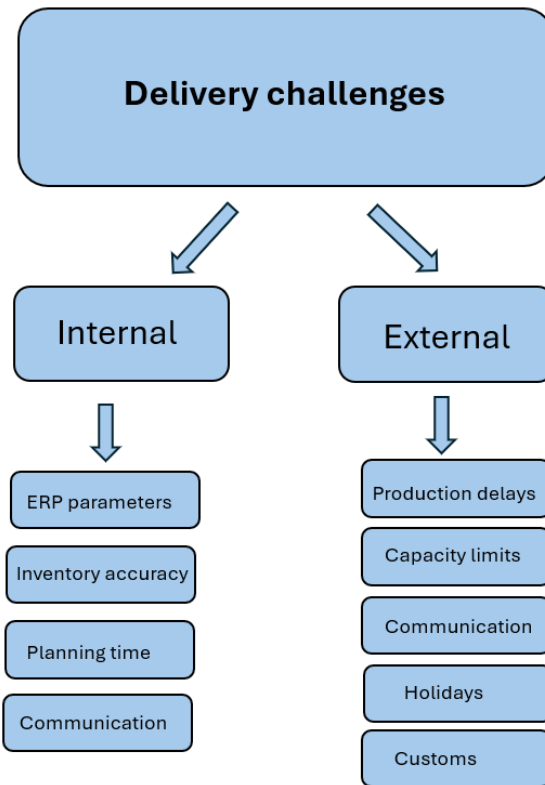 Delivery challenges
Internal
External
ERP parameters
Inventory accuracy
Planning time
Communication
Production delays
Capacity limits
Communication
Holidays
Customs